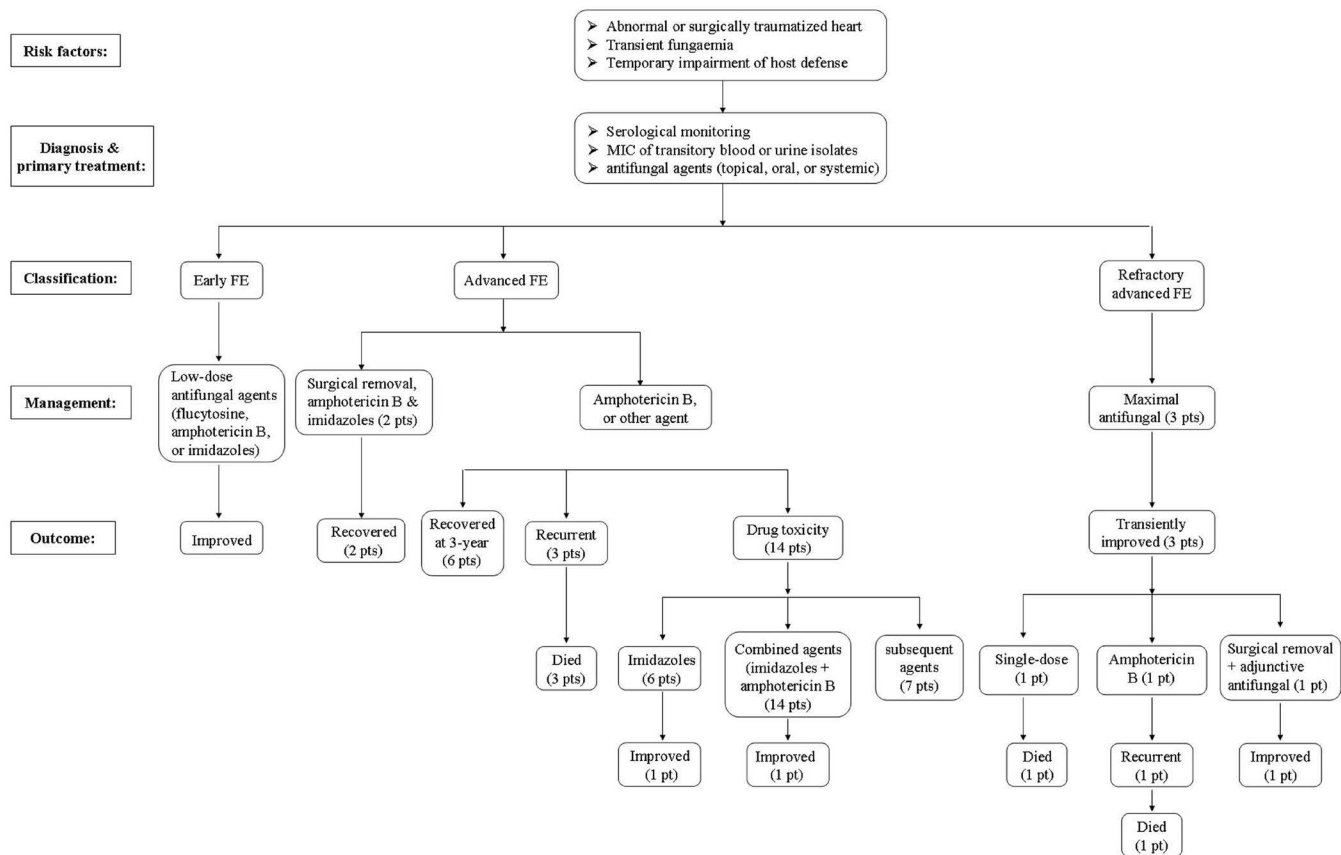 Risk factors:
➢ Abnormal or surgically traumatized heart
➢ Transient fungaemia
➢ Temporary impairment of host defense
Diagnosis &
primary treatment:
➢ Serological monitoring
➢ MIC of transitory blood or urine isolates
➢ antifungal agents (topical, oral, or systemic)
Classification:
Early FE
Advanced FE
Refractory
advanced FE
Management:
Low-dose
antifungal agents
(flucytosine,
amphotericin B,
or imidazoles)
Surgical removal,
amphotericin B &
imidazoles (2 pts)
Amphotericin B,
or other agent
Maximal
antifungal (3 pts)
Outcome:
Improved
Recovered
(2 pts)
Recovered
at 3-year
(6 pts)
Recurrent
(3 pts)
Drug toxicity
(14 pts)
Transiently
improved (3 pts)
Died
(3 pts)
Imidazoles
(6 pts)
Combined agents
(imidazoles +
amphotericin B
(14 pts)
subsequent
agents
(7 pts)
Single-dose
(1 pt)
Amphotericin
B (1 pt)
Surgical removal
+ adjunctive
antifungal (1 pt)
Improved
(1 pt)
Improved
(1 pt)
Died
(1 pt)
Recurrent
(1 pt)
Improved
(1 pt)
Died
(1 pt)